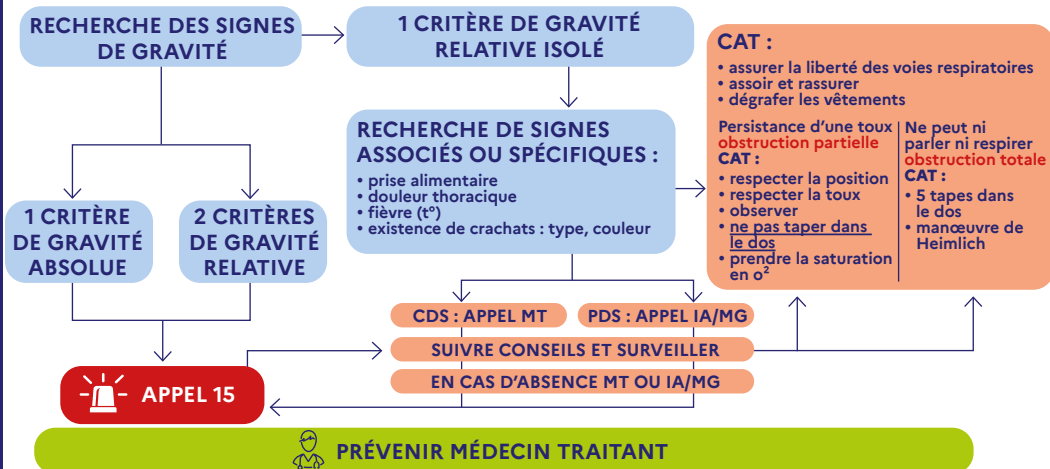 RECHERCHE DES SIGNES
DE GRAVITÉ
1 CRITÈRE DE GRAVITÉ
RELATIVE ISOLÉ
RECHERCHE DE SIGNES
ASSOCIÉS OU SPÉCIFIQUES :
• prise alimentaire
• douleur thoracique
• fièvre (t°)
• existence de crachats : type, couleur
CAT :
• assurer la liberté des voies respiratoires
• assoir et rassurer
• dégrafer les vêtements
Persistance d'une toux
obstruction partielle
CAT :
• respecter la position
• respecter la toux
• observer
• ne pas taper dans
le dos
• prendre la saturation
en o²
Ne peut ni
parler ni respirer
obstruction totale
CAT :
• 5 tapes dans
le dos
• manœuvre de
Heimlich
1 CRITÈRE
DE GRAVITÉ
ABSOLUE
2 CRITÈRES
DE GRAVITÉ
RELATIVE
CDS : APPEL MT
PDS : APPEL IA/MG
SUIVRE CONSEILS ET SURVEILLER
EN CAS D'ABSENCE MT OU IA/MG
APPEL 15
PRÉVENIR MÉDECIN TRAITANT